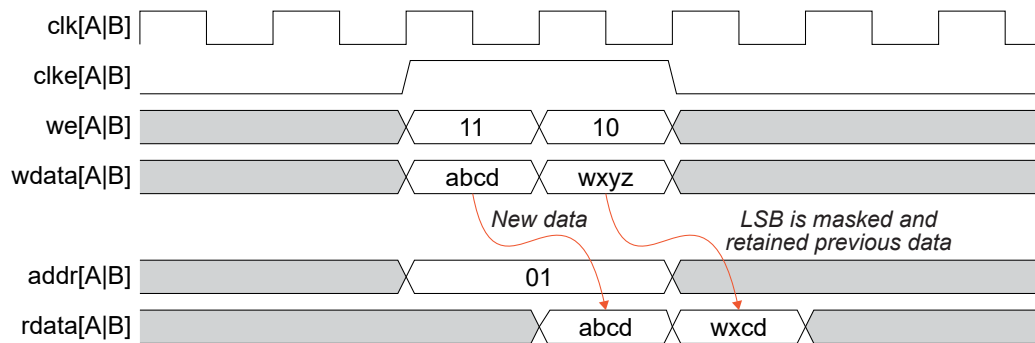 clk[A|B]
clke[A|B]
we[A|B] 11 10
wdata[A|B] abcd wxyz
New data
LSB is masked and
retained previous data
addr[A|B] 01
rdata[A|B] abcd wxcd